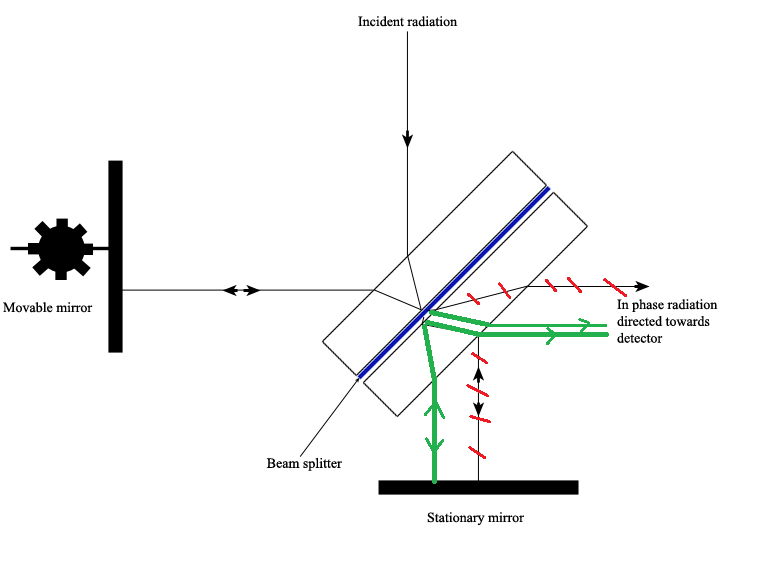 Incident radiation
Movable mirror
In phase radiation
directed towards
detector
Beam splitter
Stationary mirror